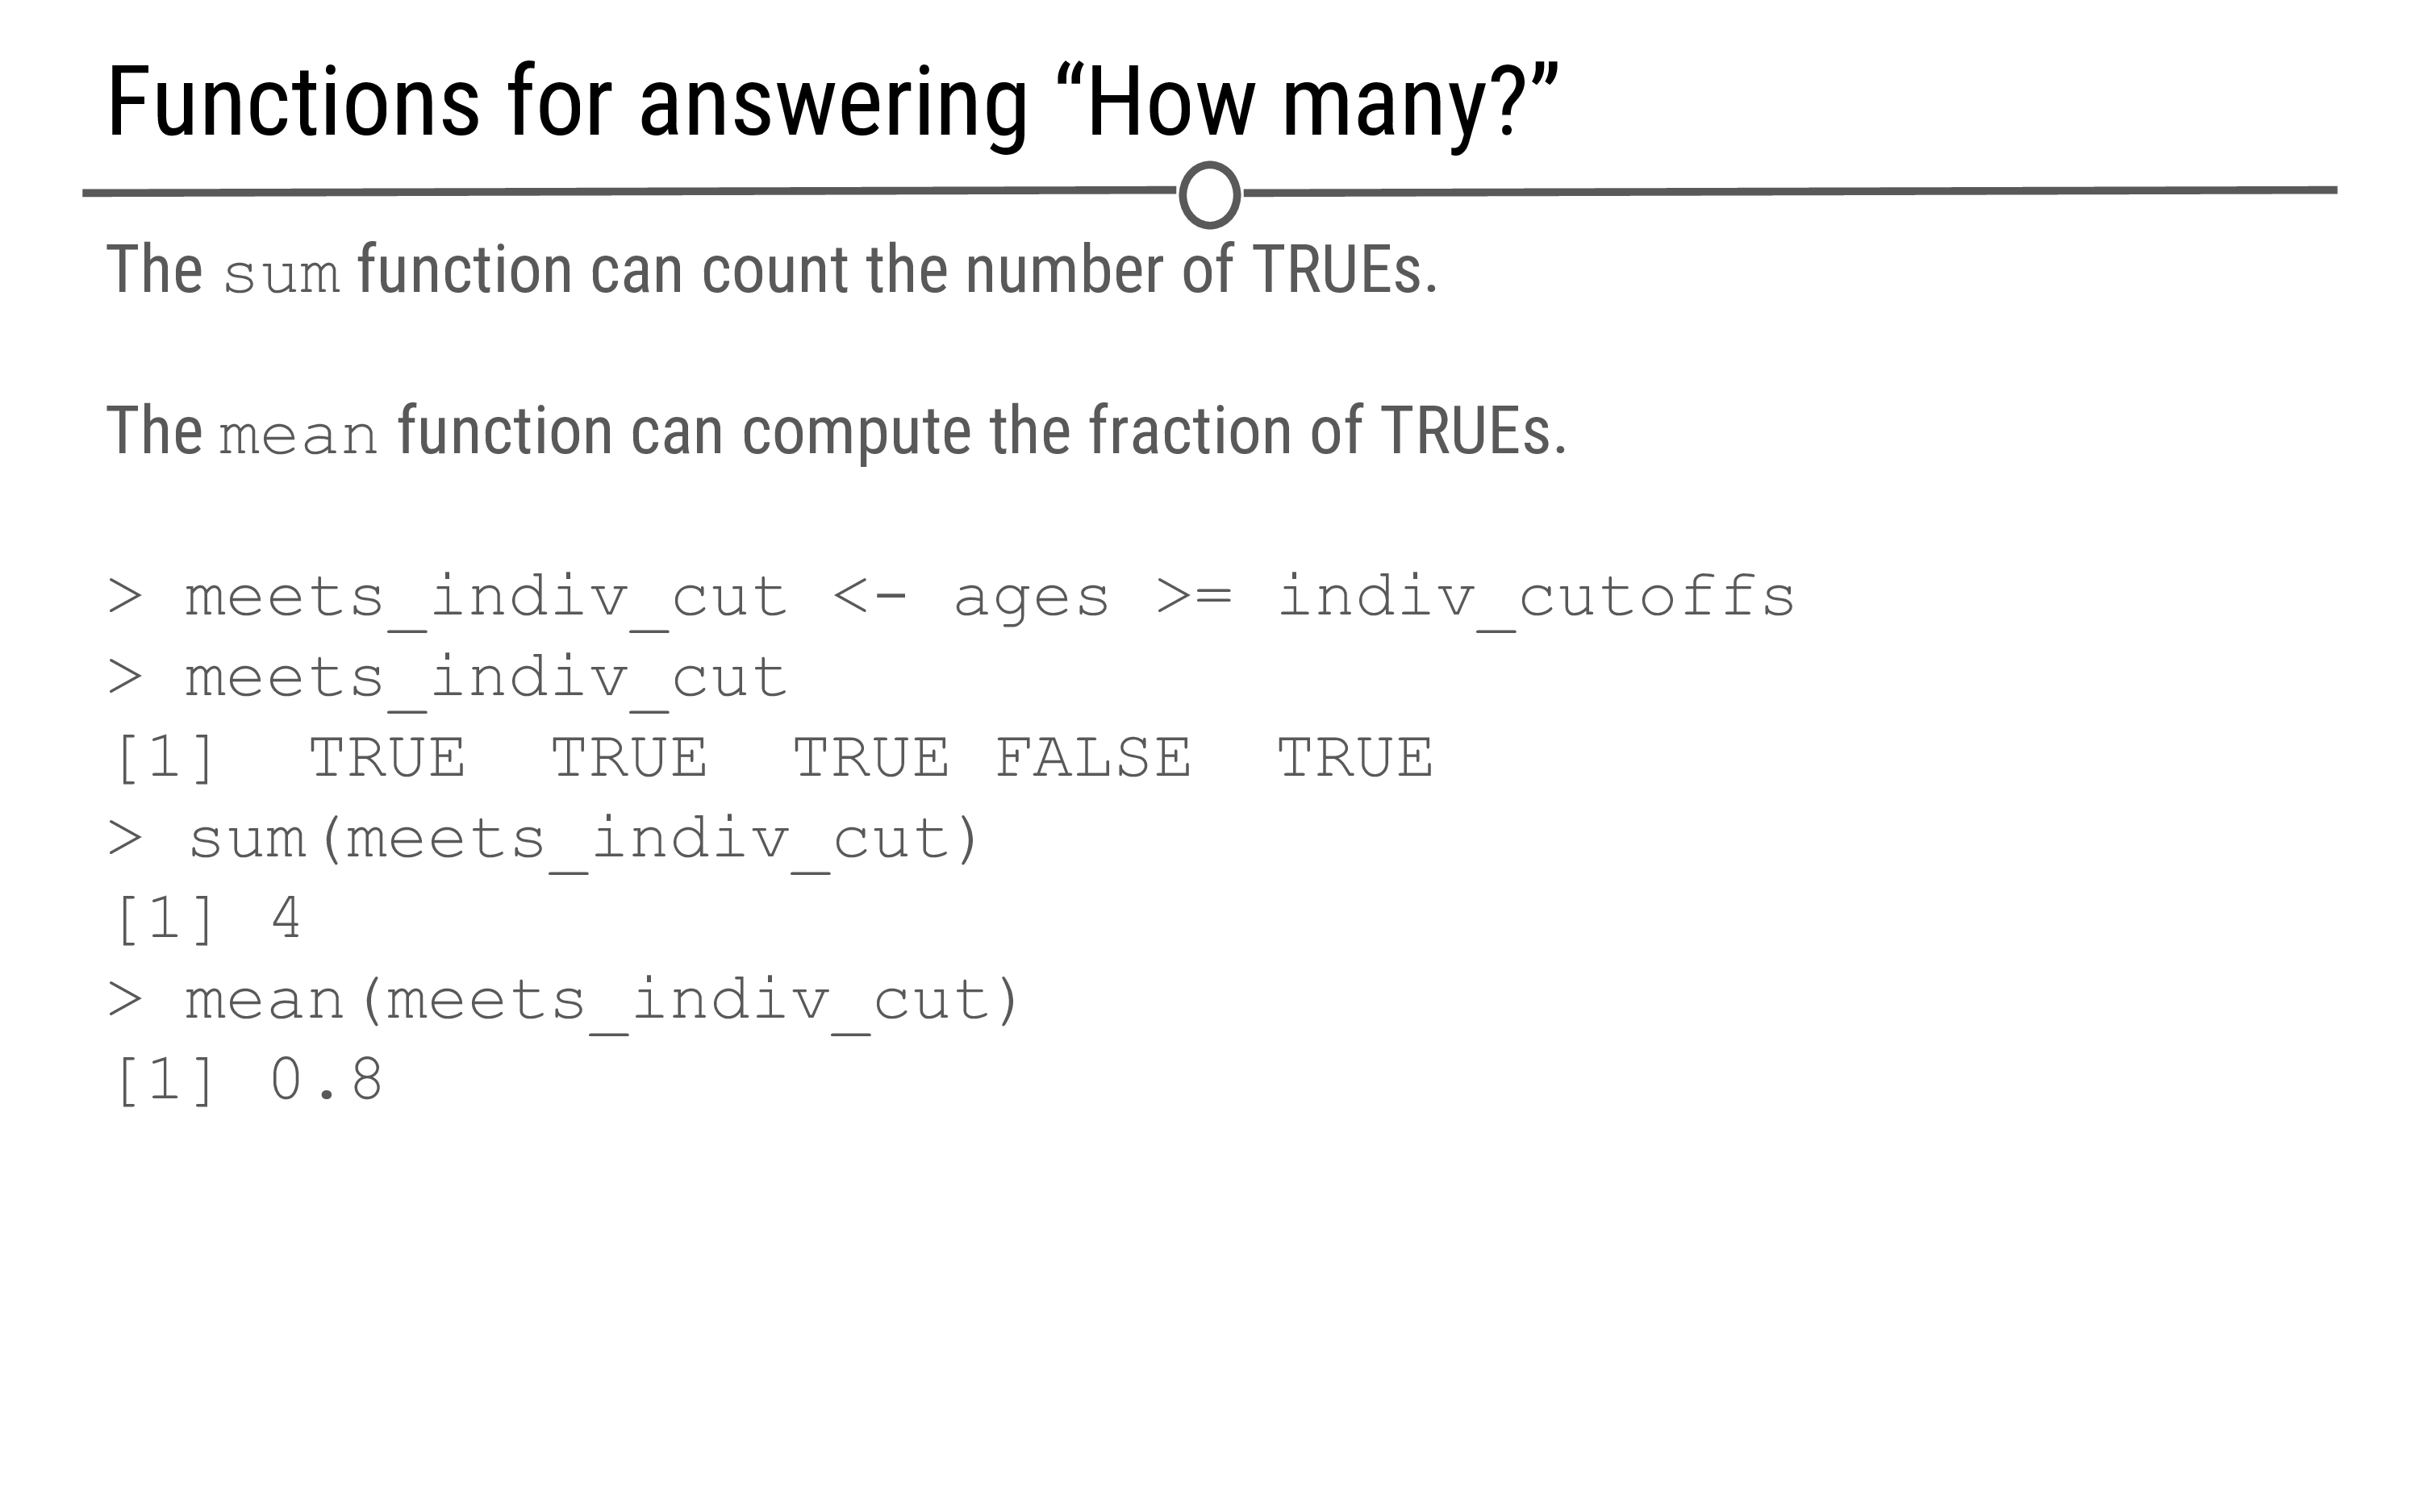 Functions for answering “How many?”
The sum function can count the number of TRUEs.
The mean function can compute the fraction of TRUEs.
> meets_indiv_cut <- ages >= indiv_cutoffs
> meets_indiv_cut
[1]  TRUE  TRUE  TRUE FALSE  TRUE
> sum(meets_indiv_cut)
[1] 4
> mean(meets_indiv_cut)
[1] 0.8